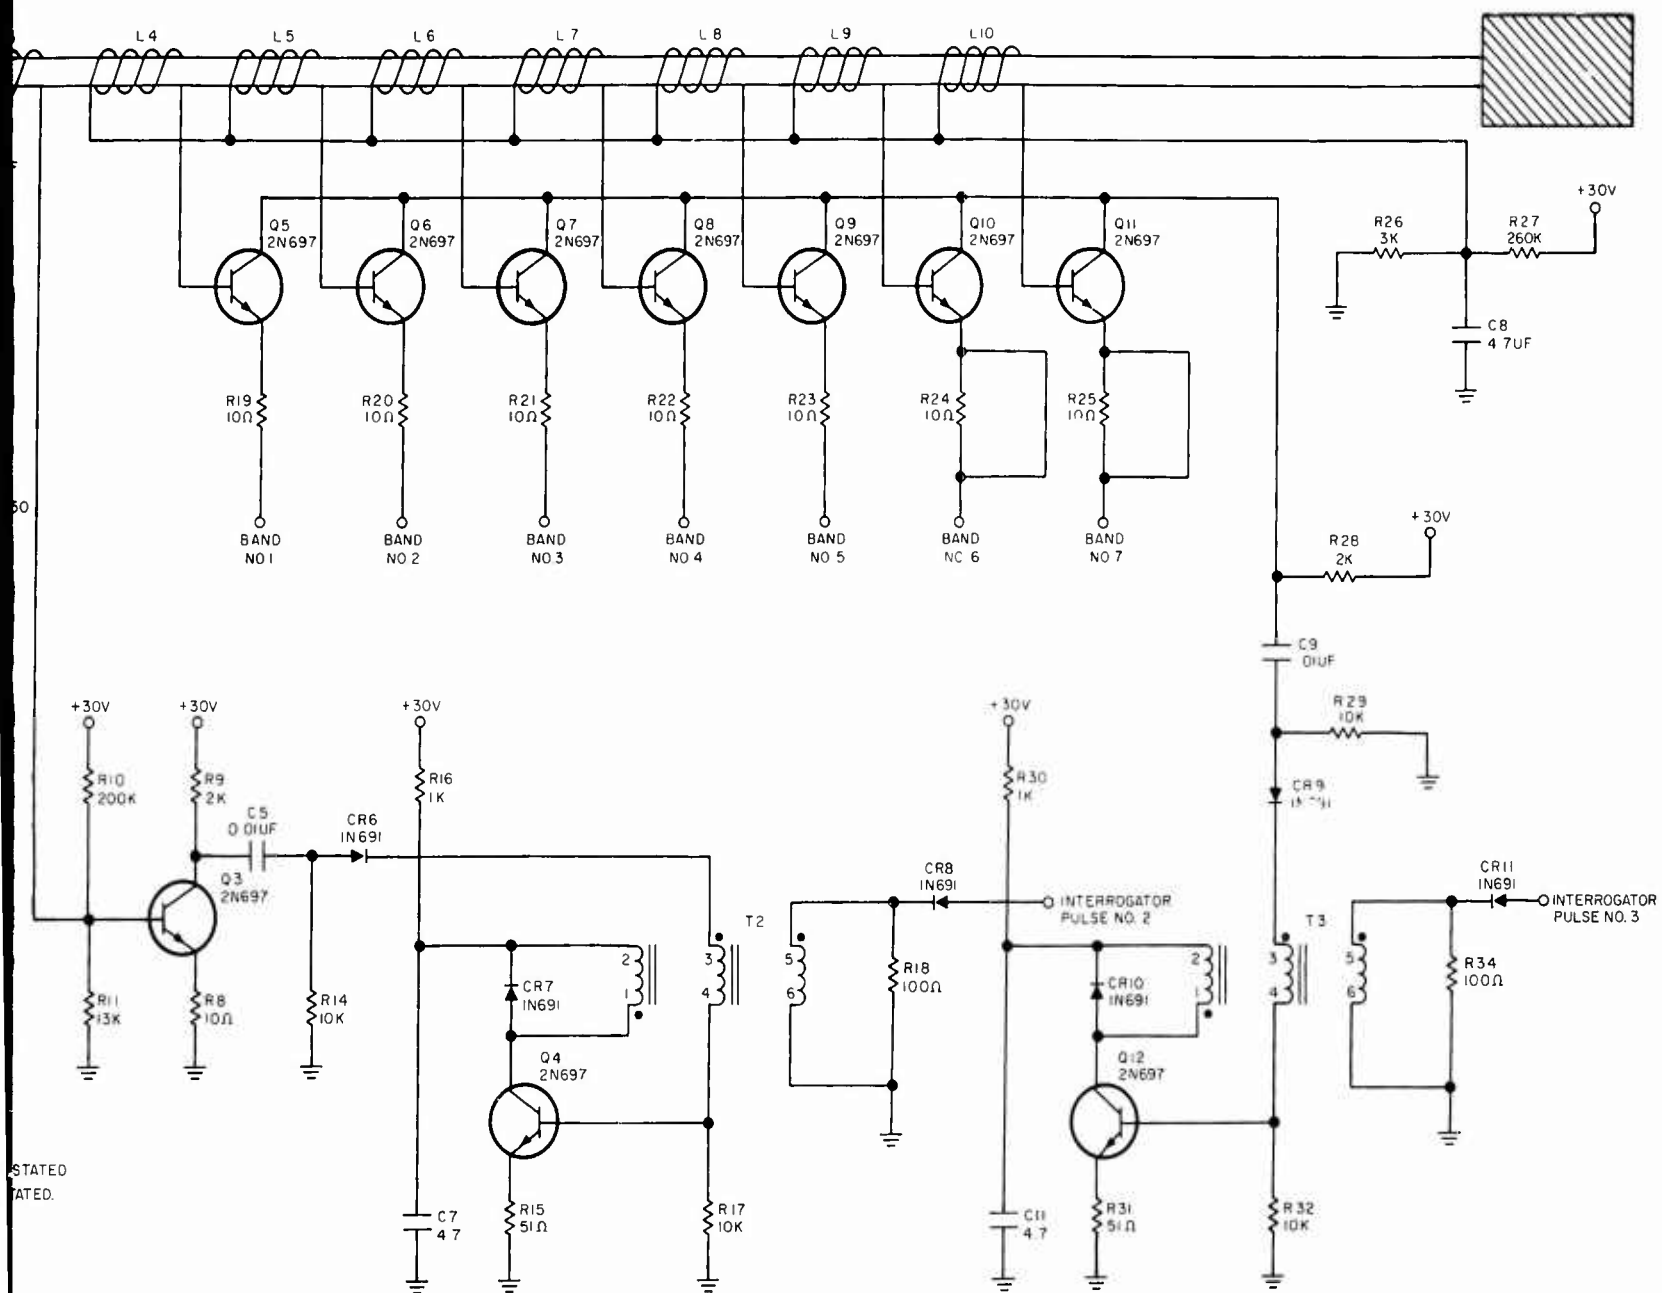 L4 L5 L6 L7 L8 L9 L10
+30V
R26
3K
R27
260K
Q5
2N697
Q6
2N697
Q7
2N697
Q8
2N697
Q9
2N697
Q10
2N697
Q11
2N697
C8
4 7UF
R19
10Ω
R20
10Ω
R21
10Ω
R22
10Ω
R23
10Ω
R24
10Ω
R25
10Ω
BAND
NO 1
BAND
NO 2
BAND
NO 3
BAND
NO 4
BAND
NO 5
BAND
NC 6
BAND
NO 7
+30V
R28
2K
C9
01UF
R29
10K
CR9
+30V
+30V
+30V
+30V
R10
200K
R9
2K
C5
0 01UF
CR6
1N691
R16
1K
R30
1K
Q3
2N697
R11
13K
R8
10Ω
R14
10K
CR7
1N691
2
1
3
4
T2
5
6
R18
100Ω
CR8
1N691
INTERROGATOR
PULSE NO. 2
CR10
1N691
2
1
3
4
T3
5
6
CR11
1N691
INTERROGATOR
PULSE NO. 3
R34
100Ω
Q4
2N697
Q12
2N697
STATED
ATED.
C7
4 7
R15
51Ω
R17
10K
C11
4.7
R31
51Ω
R32
10K